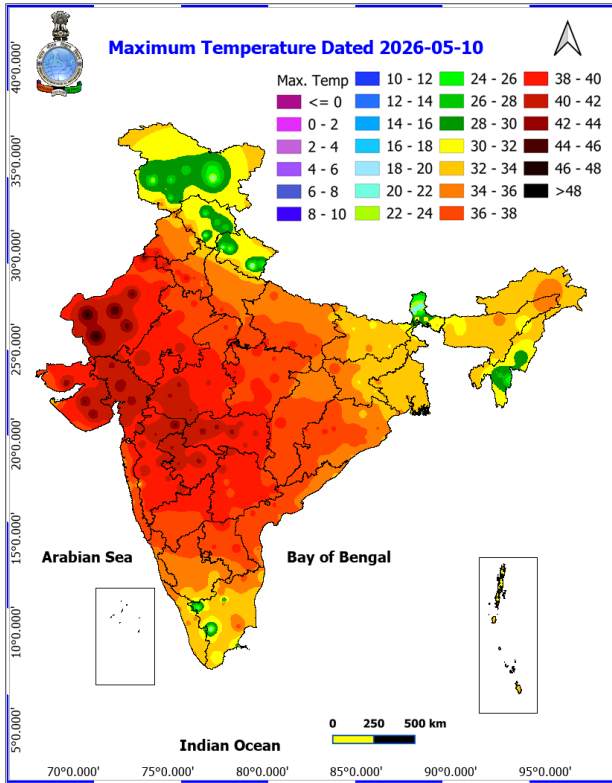 Maximum Temperature Dated 2026-05-10
Max. Temp
<= 0
0 - 2
2 - 4
4 - 6
6 - 8
8 - 10
10 - 12
12 - 14
14 - 16
16 - 18
18 - 20
20 - 22
22 - 24
24 - 26
26 - 28
28 - 30
30 - 32
32 - 34
34 - 36
36 - 38
38 - 40
40 - 42
42 - 44
44 - 46
46 - 48
>48
40°0.000'
35°0.000'
30°0.000'
25°0.000'
20°0.000'
15°0.000'
10°0.000'
5°0.000'
Arabian Sea
Bay of Bengal
Indian Ocean
0 250 500 km
70°0.000' 75°0.000' 80°0.000' 85°0.000' 90°0.000' 95°0.000'